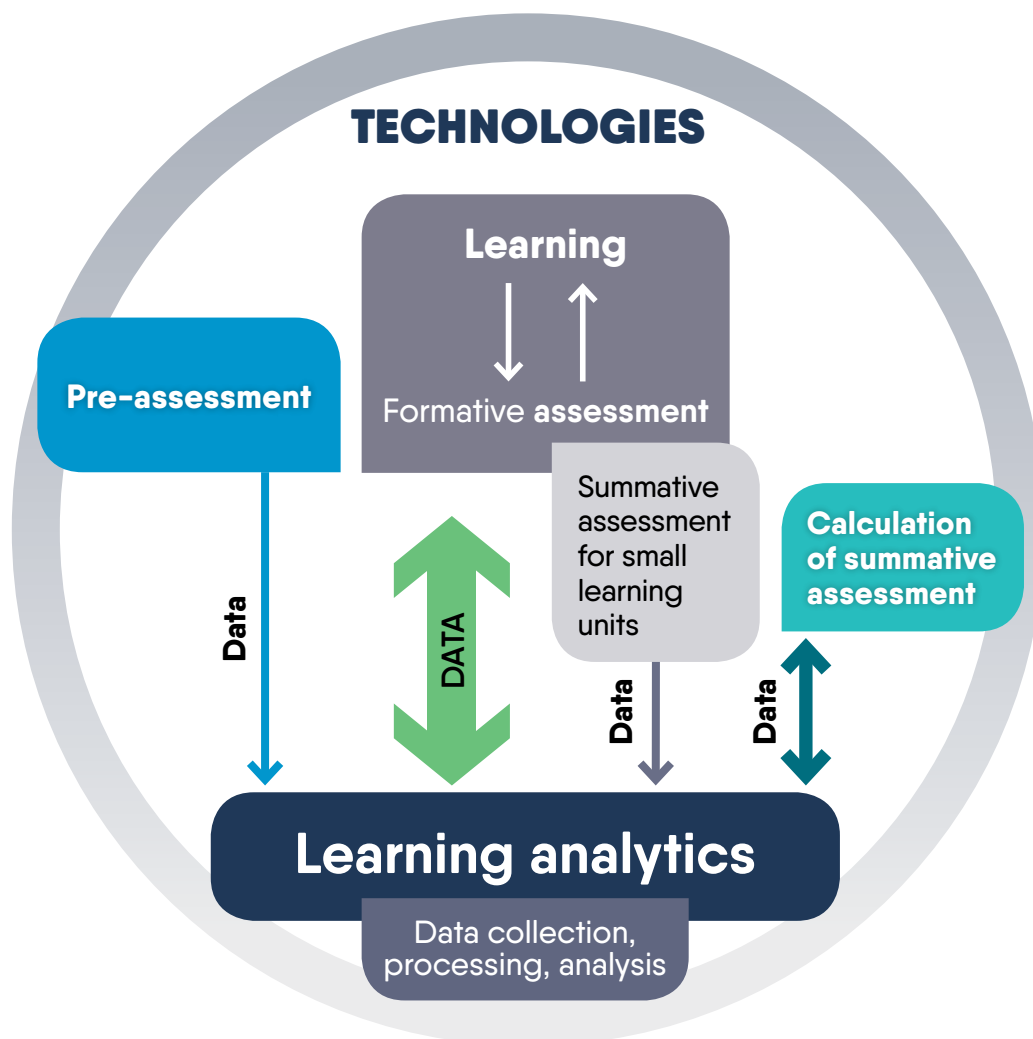 TECHNOLOGIES
Learning
Pre-assessment
Formative assessment
Summative
assessment
for small
learning
units
Calculation
of summative
assessment
Data
DATA
Data
Data
Learning analytics
Data collection,
processing, analysis